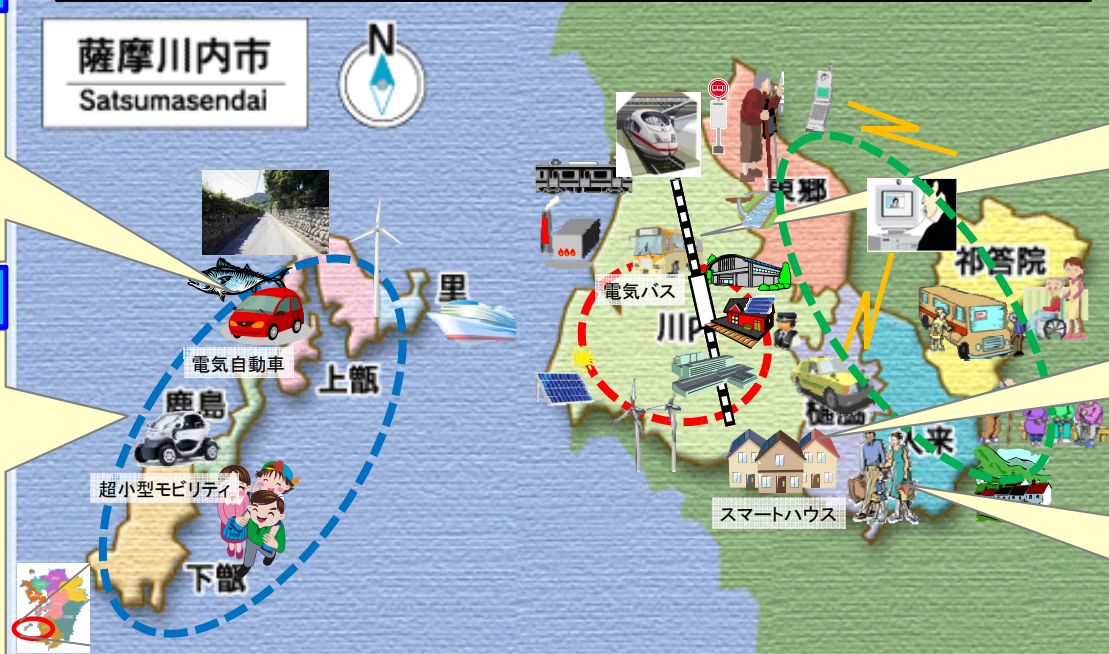 薩摩川内市
Satsumasendai
N
東郷
祁答院
里
電気バス
川内
電気自動車
上甑
鹿島
樋脇
入来
超小型モビリティ
スマートハウス
下甑